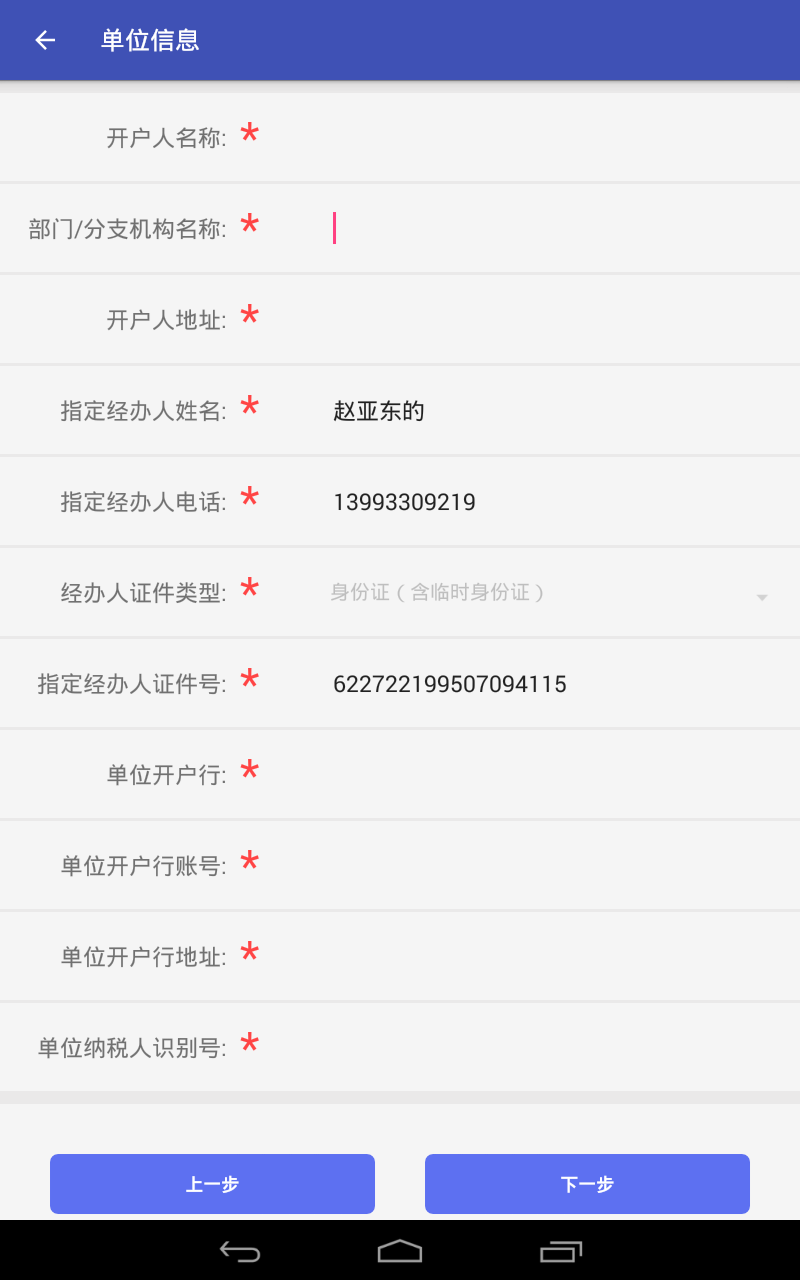 单位信息
开户人名称: *
部门/分支机构名称: *
开户人地址: *
指定经办人姓名: * 赵亚东的
指定经办人电话: * 13993309219
经办人证件类型: * 身份证（含临时身份证）
指定经办人证件号: * 622722199507094115
单位开户行: *
单位开户行账号: *
单位开户行地址: *
单位纳税人识别号: *
上一步 下一步